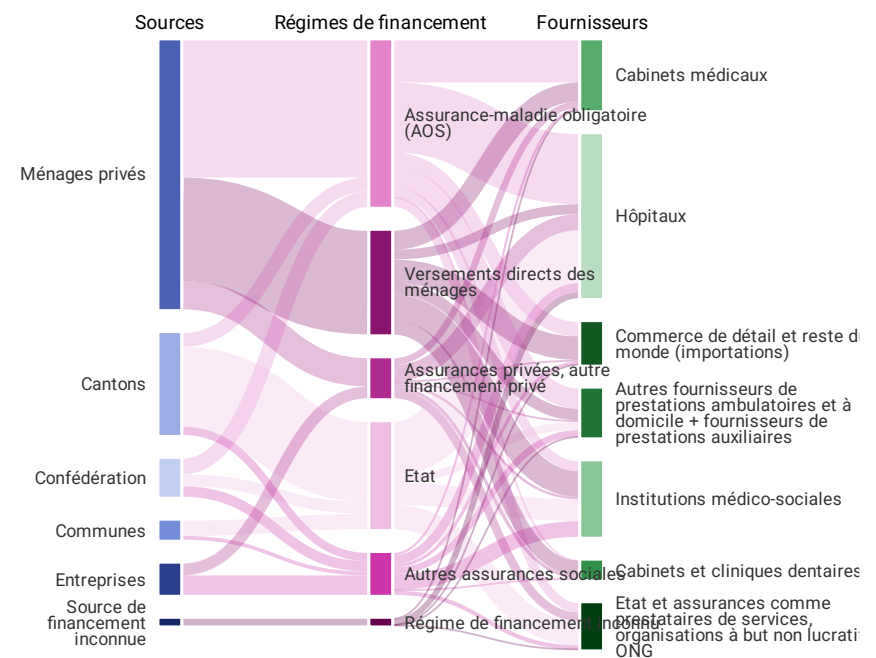 Sources
Régimes de financement
Fournisseurs
Ménages privés
Cantons
Confédération
Communes
Entreprises
Source de
financement
inconnue
Assurance-maladie obligatoire
(AOS)
Versements directs des
ménages
Assurances privées, autre
financement privé
Etat
Autres assurances sociales
Régime de financement inconnu
Cabinets médicaux
Hôpitaux
Commerce de détail et reste du
monde (importations)
Autres fournisseurs de
prestations ambulatoires et à
domicile + fournisseurs de
prestations auxiliaires
Institutions médico-sociales
Cabinets et cliniques dentaires
Etat et assurances comme
prestataires de services,
organisations à but non lucrati
ONG